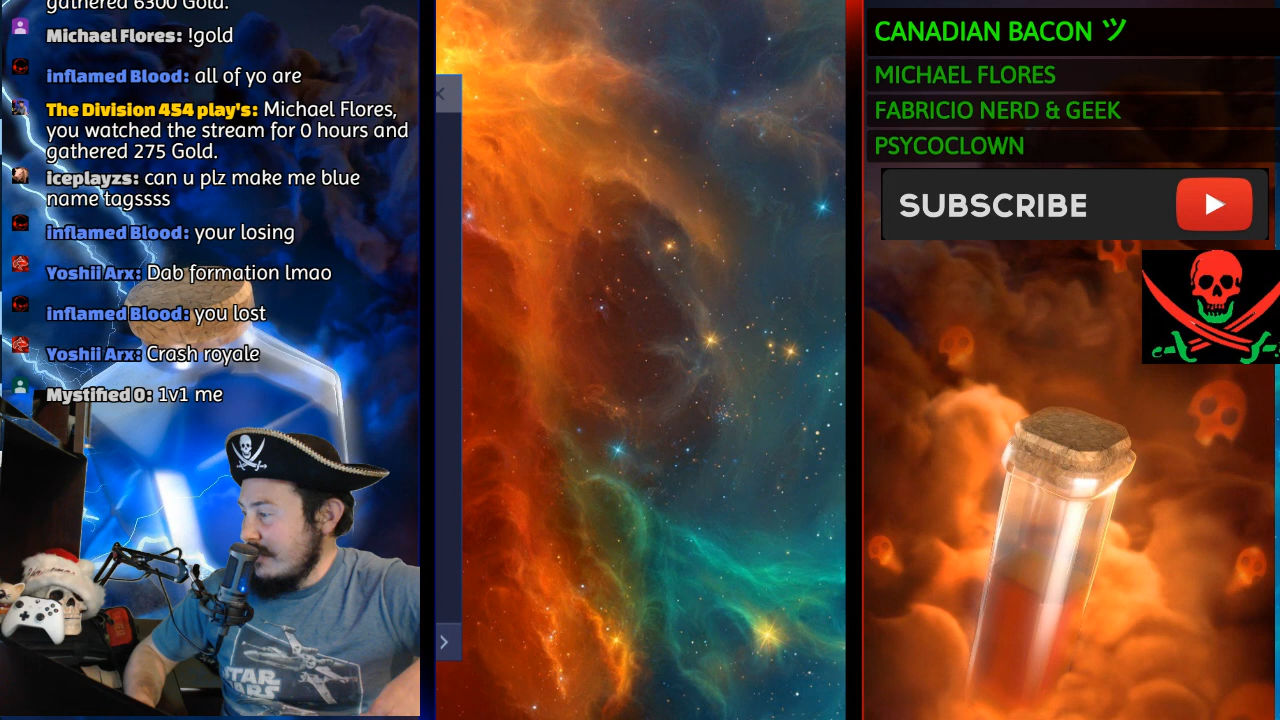 gathered 6300 Gold.
Michael Flores: !gold
inflamed Blood: all of yo are
The Division 454 play's: Michael Flores,
you watched the stream for 0 hours and
gathered 275 Gold.
iceplayzs: can u plz make me blue
name tagssss
inflamed Blood: your losing
Yoshii Arx: Dab formation lmao
inflamed Blood: you lost
Yoshii Arx: Crash royale
Mystified O: 1v1 me
STAR
WARS
CANADIAN BACON ツ
MICHAEL FLORES
FABRICIO NERD & GEEK
PSYCOCLOWN
SUBSCRIBE